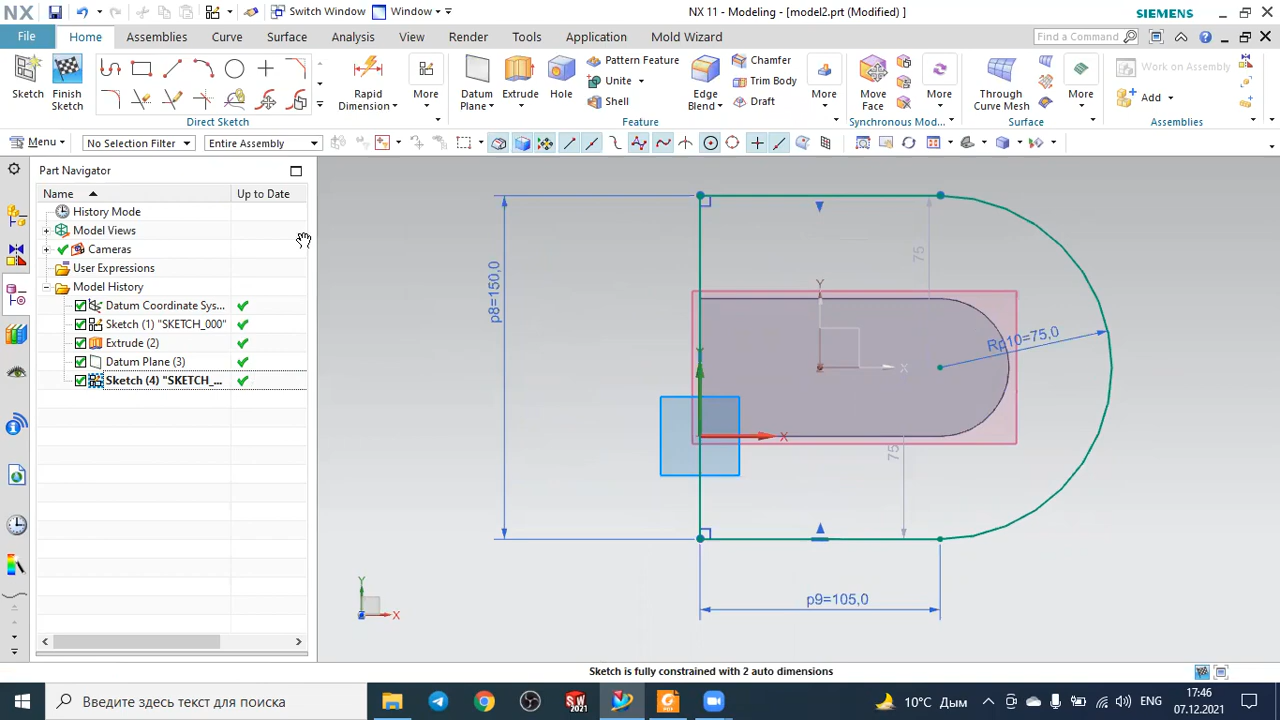 NX Switch Window Window NX 11 - Modeling - [model2.prt (Modified) ] SIEMENS
File Home Assemblies Curve Surface Analysis View Render Tools Application Mold Wizard Find a Command
Sketch Finish Sketch Rapid Dimension More Datum Plane Extrude Hole Pattern Feature Unite Shell Edge Blend Chamfer Trim Body Draft More Move Face More Through Curve Mesh More Work on Assembly Add
Direct Sketch Feature Synchronous Mod... Surface Assemblies
Menu No Selection Filter Entire Assembly
Part Navigator
Name Up to Date
History Mode
Model Views
Cameras
User Expressions
Model History
Datum Coordinate Sys...
Sketch (1) "SKETCH_000"
Extrude (2)
Datum Plane (3)
Sketch (4) "SKETCH_...
p8=150,0
75
Y
Rp10=75,0
X
Y
X
75
p9=105,0
Y
X
Sketch is fully constrained with 2 auto dimensions
Введите здесь текст для поиска
SW
2021
PDF
10°C Дым
ENG
17:46
07.12.2021